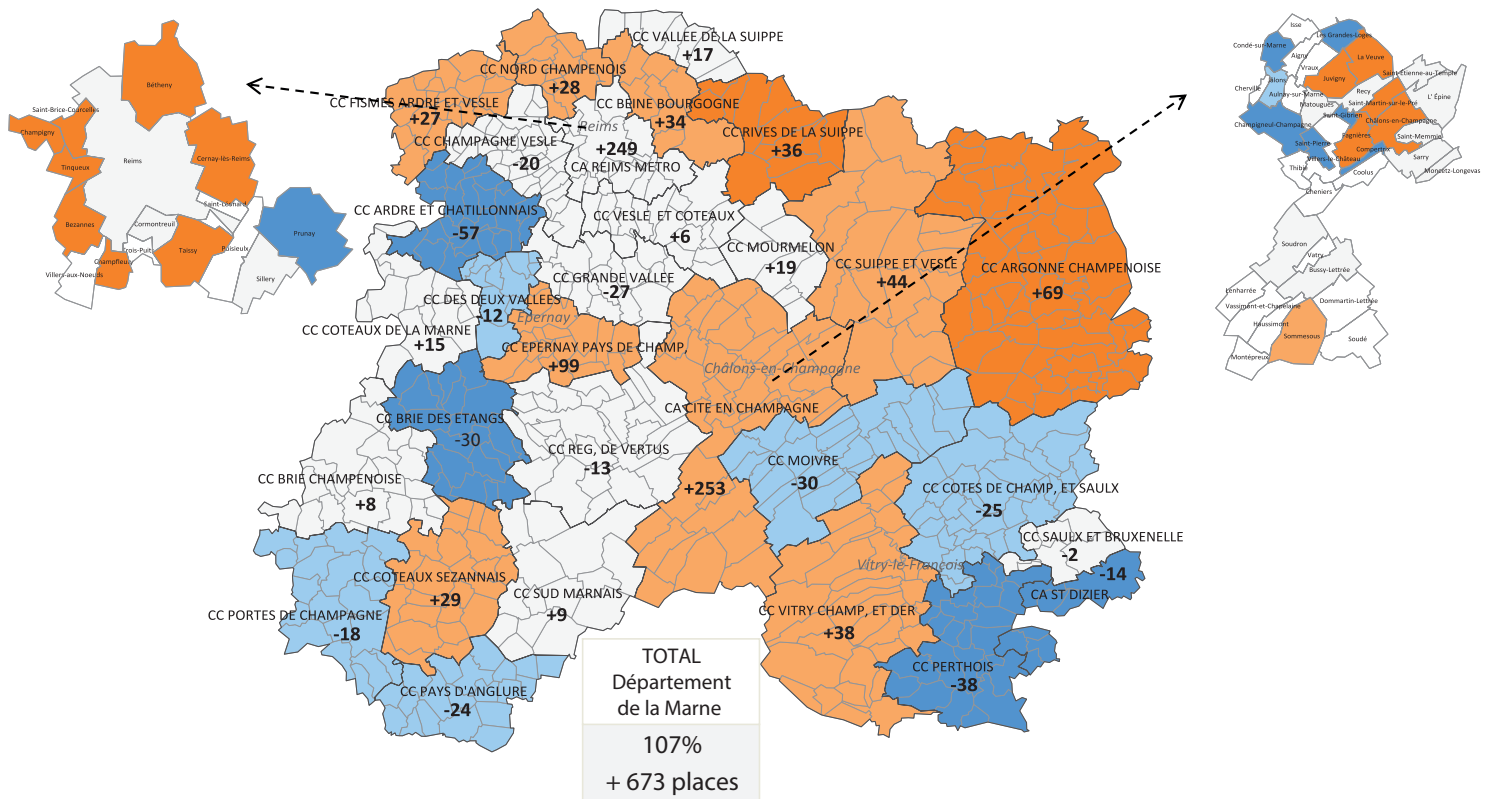 CC VALLEE DE LA SUIPPE
+17
CC NORD CHAMPENOIS
+28
CC FISMES ARDRE ET VESLE
+27
CC BEINE BOURGOGNE
+34
Reims
+249
CA REIMS METRO
CC CHAMPAGNE VESLE
-20
CC RIVES DE LA SUIPPE
+36
CC ARDRE ET CHATILLONNAIS
-57
CC VESLE ET COTEAUX
+6
CC MOURMELON
+19
CC SUIPPE ET VESLE
+44
CC ARGONNE CHAMPENOISE
+69
CC GRANDE VALLEE
-27
CC DES DEUX VALLEES
-12
Epernay
CC COTEAUX DE LA MARNE
+15
CC EPERNAY PAYS DE CHAMP,
+99
Châlons-en-Champagne
CA CITE EN CHAMPAGNE
+253
CC BRIE DES ETANGS
-30
CC REG, DE VERTUS
-13
CC MOIVRE
-30
CC BRIE CHAMPENOISE
+8
CC COTES DE CHAMP, ET SAULX
-25
CC SAULX ET BRUXENELLE
-2
Vitry-le-François
-14
CA ST DIZIER
CC COTEAUX SEZANNAIS
+29
CC SUD MARNAIS
+9
CC PORTES DE CHAMPAGNE
-18
CC VITRY CHAMP, ET DER
+38
CC PERTHOIS
-38
CC PAYS D'ANGLURE
-24
TOTAL
Département
de la Marne
107%
+ 673 places
Bétheny
Saint-Brice-Courcelles
Champigny
Reims
Tinqueux
Cernay-lès-Reims
Saint-Léonard
Bezannes
Cormontreuil
Prunay
Taissy
Puisieulx
Champfleury
Villers-aux-Noeuds
Sillery
Isse
Les Grandes-Loges
Condé-sur-Marne
Aigny
La Veuve
Vraux
Jâlons
Juvigny
Saint-Etienne-au-Temple
Cherville
Aulnay-sur-Marne
Recy
L' Épine
Matougues
Saint-Martin-sur-le-Pré
Saint-Gibrien
Châlons-en-Champagne
Champigneul-Champagne
Fagnières
Saint-Memmie
Saint-Pierre
Compertrix
Villers-le-Château
Sarry
Thibie
Coolus
Moncetz-Longevas
Cheniers
Soudron
Vatry
Bussy-Lettrée
Lenharrée
Dommartin-Lettrée
Vassimont-et-Chapelaine
Haussimont
Sommesous
Soudé
Montépreux